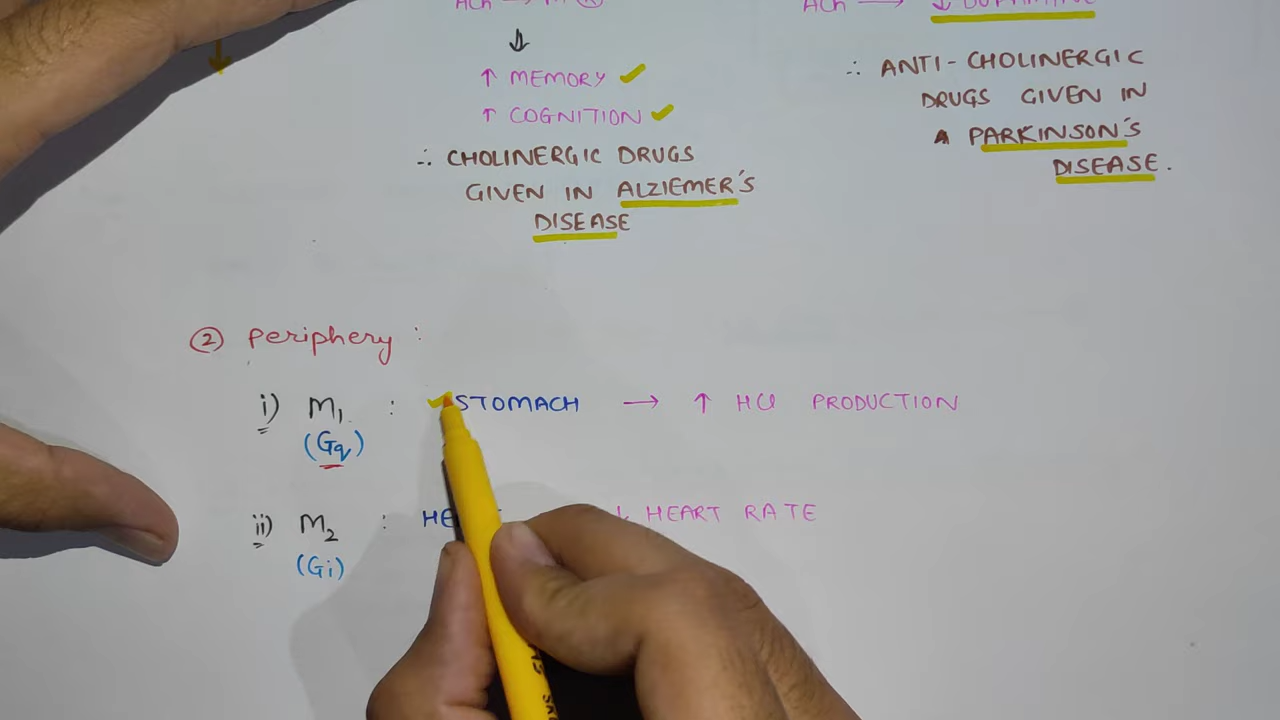 ↓ DOPAMINE
↓
↑ MEMORY
↑ COGNITION
∴ CHOLINERGIC DRUGS
GIVEN IN ALZIEMER'S
DISEASE
∴ ANTI-CHOLINERGIC
DRUGS GIVEN IN
PARKINSON'S
DISEASE.
② Periphery :
i) M₁ : STOMACH → ↑ HCl PRODUCTION
(Gq)
ii) M₂ : ↓ HEART RATE
(Gi)